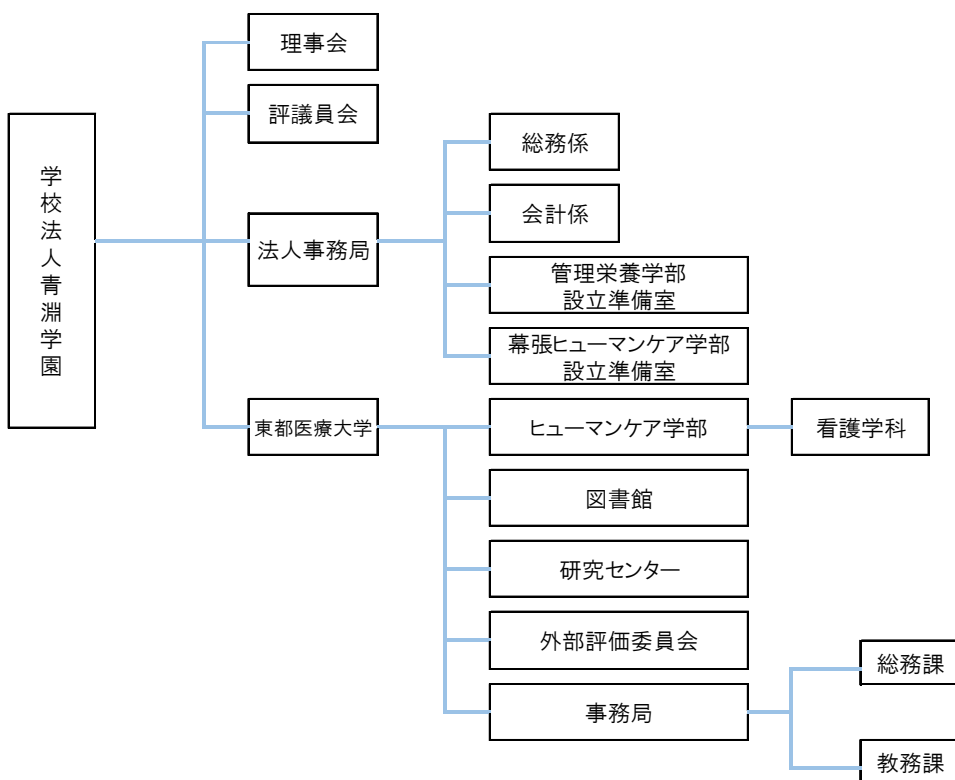 学校法人青淵学園
理事会
評議員会
法人事務局
総務係
会計係
管理栄養学部
設立準備室
幕張ヒューマンケア学部
設立準備室
東都医療大学
ヒューマンケア学部
看護学科
図書館
研究センター
外部評価委員会
事務局
総務課
教務課